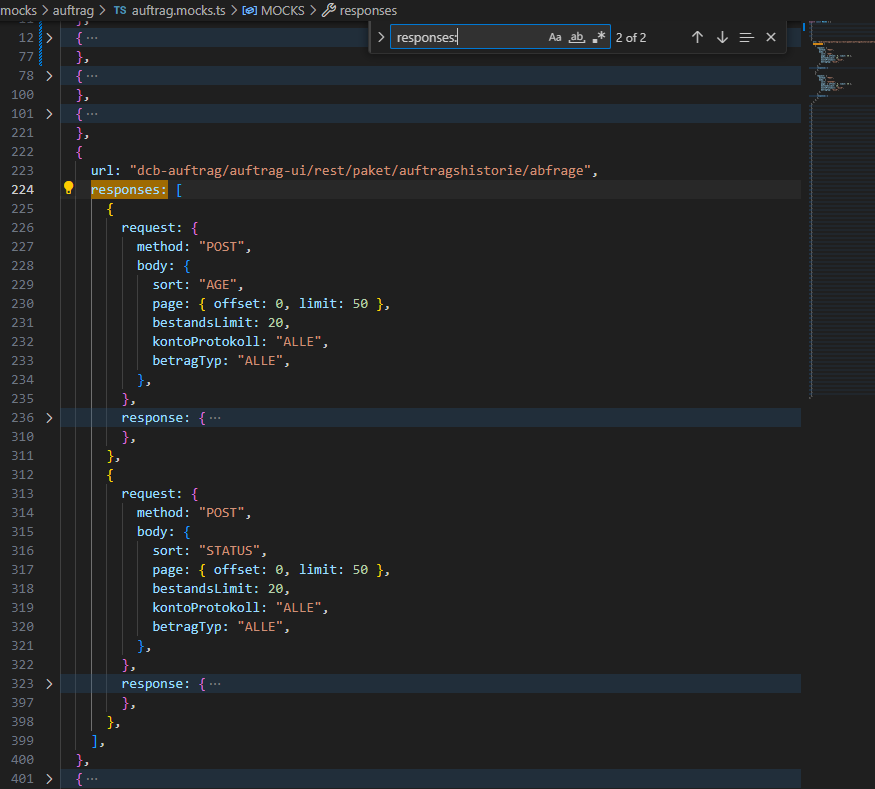 mocks > auftrag > TS auftrag.mocks.ts > MOCKS > responses
responses: Aa ab .* 2 of 2
12 > { ...
77 },
78 > { ...
100 },
101 > { ...
221 },
222 {
223 url: "dcb-auftrag/auftrag-ui/rest/paket/auftragshistorie/abfrage",
224 responses: [
225 {
226 request: {
227 method: "POST",
228 body: {
229 sort: "AGE",
230 page: { offset: 0, limit: 50 },
231 bestandsLimit: 20,
232 kontoProtokoll: "ALLE",
233 betragTyp: "ALLE",
234 },
235 },
236 > response: { ...
310 },
311 },
312 {
313 request: {
314 method: "POST",
315 body: {
316 sort: "STATUS",
317 page: { offset: 0, limit: 50 },
318 bestandsLimit: 20,
319 kontoProtokoll: "ALLE",
320 betragTyp: "ALLE",
321 },
322 },
323 > response: { ...
397 },
398 },
399 ],
400 },
401 > { ...